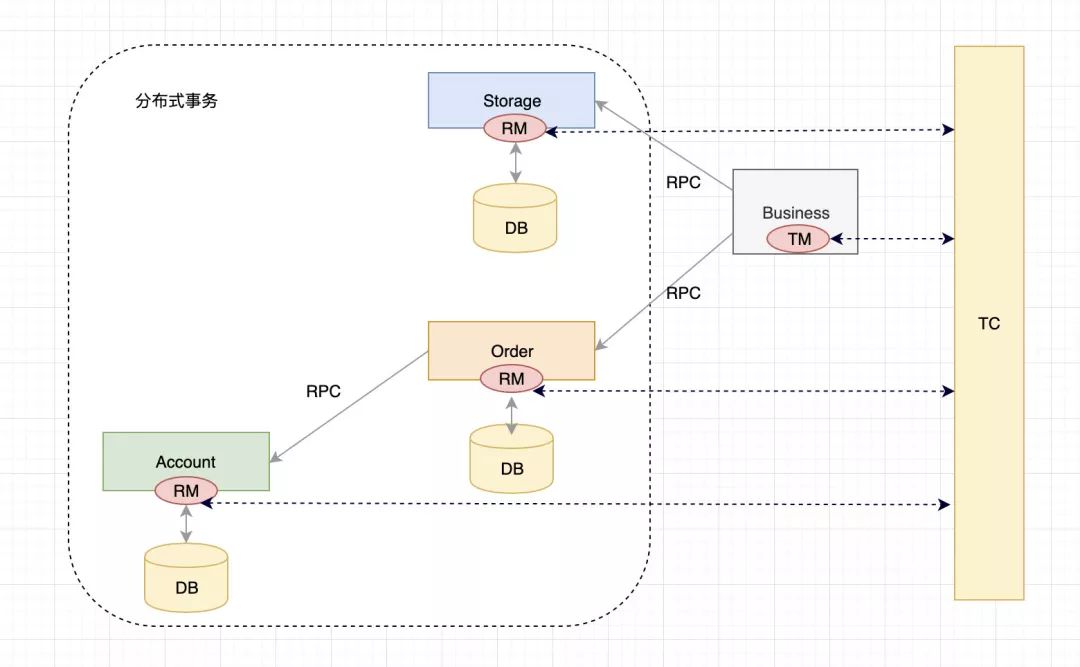 分布式事务
Storage
RM
DB
RPC
Business
TM
RPC
TC
Order
RM
DB
RPC
Account
RM
DB